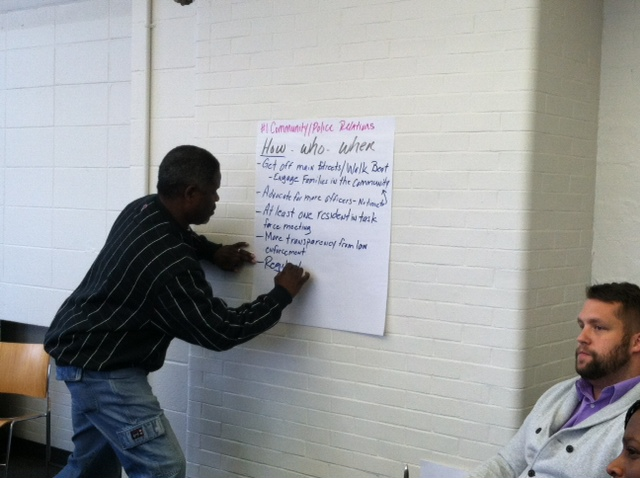 #1 Community/Police Relations
How - who - when
- Get off main Streets/Walk Beat
- Engage Families in the Community
- Advocate for more officers -
- At least one resident in task
force meeting
- More transparency from law
enforcement
-